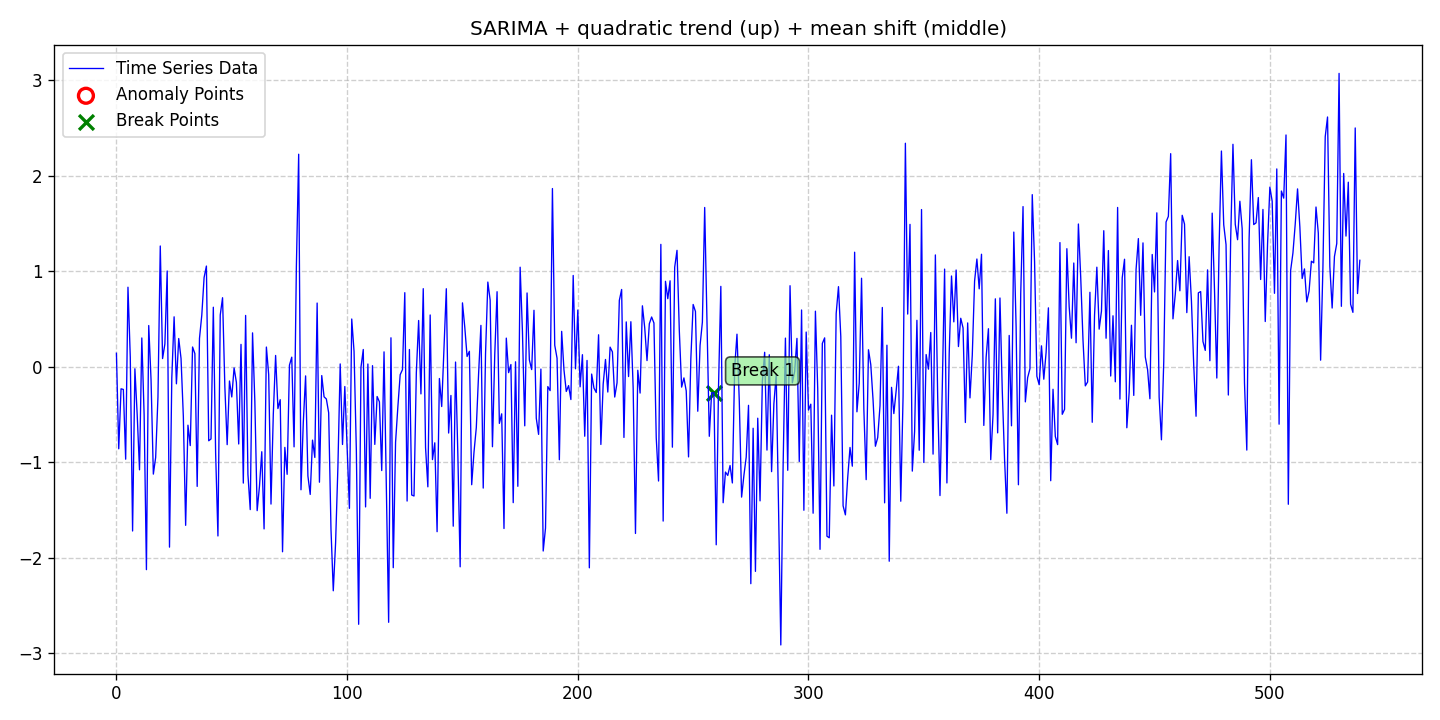 SARIMA + quadratic trend (up) + mean shift (middle)
Time Series Data
Anomaly Points
Break Points
Break 1
3
2
1
0
−1
−2
−3
0
100
200
300
400
500